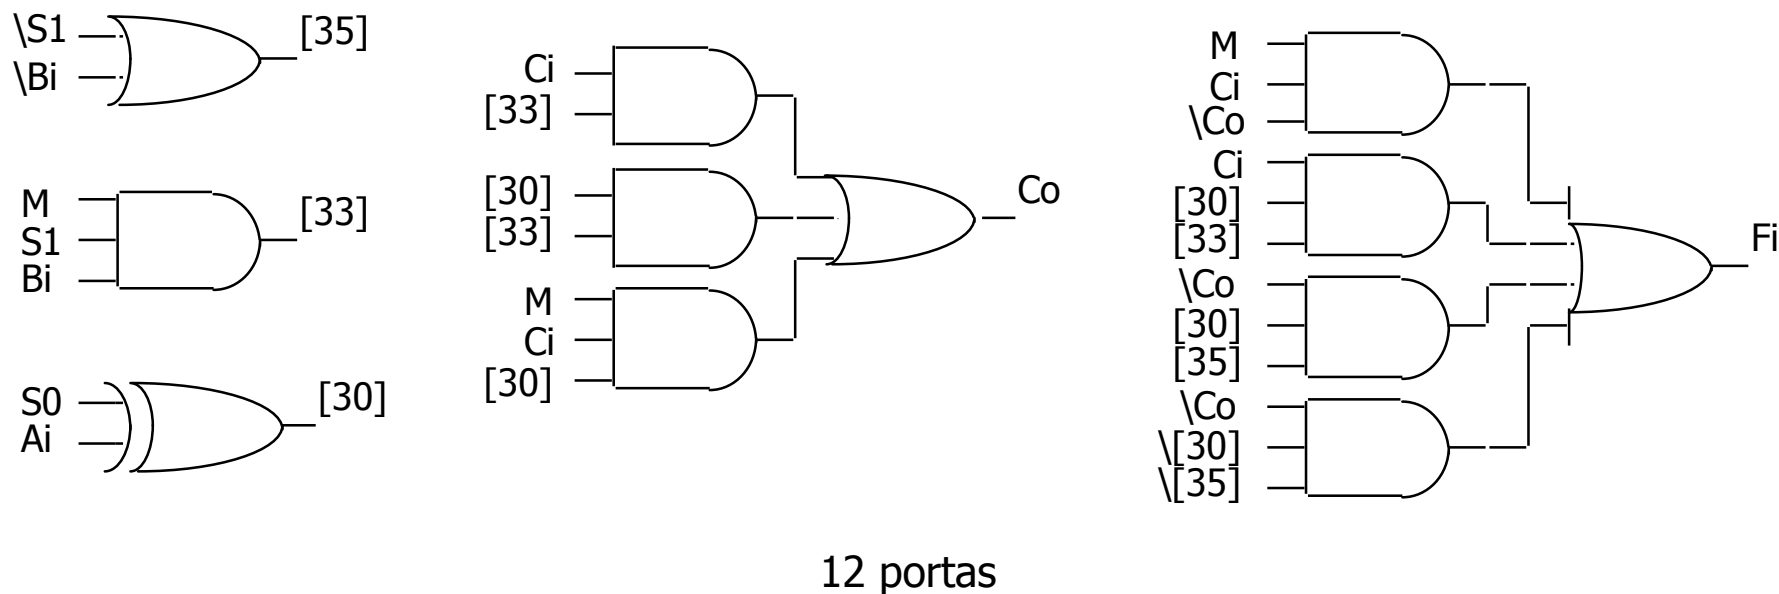 \S1
\Bi
[35]
M
S1
Bi
[33]
S0
Ai
[30]
Ci
[33]
[30]
[33]
M
Ci
[30]
Co
M
Ci
\Co
Ci
[30]
[33]
\Co
[30]
[35]
\Co
\[30]
\[35]
Fi
12 portas